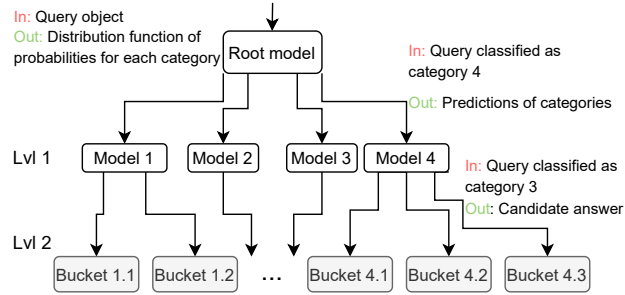 In: Query object
Out: Distribution function of
probabilities for each category
Root model
In: Query classified as
category 4
Out: Predictions of categories
Lvl 1
Model 1
Model 2
Model 3
Model 4
In: Query classified as
category 3
Out: Candidate answer
Lvl 2
Bucket 1.1
Bucket 1.2
...
Bucket 4.1
Bucket 4.2
Bucket 4.3